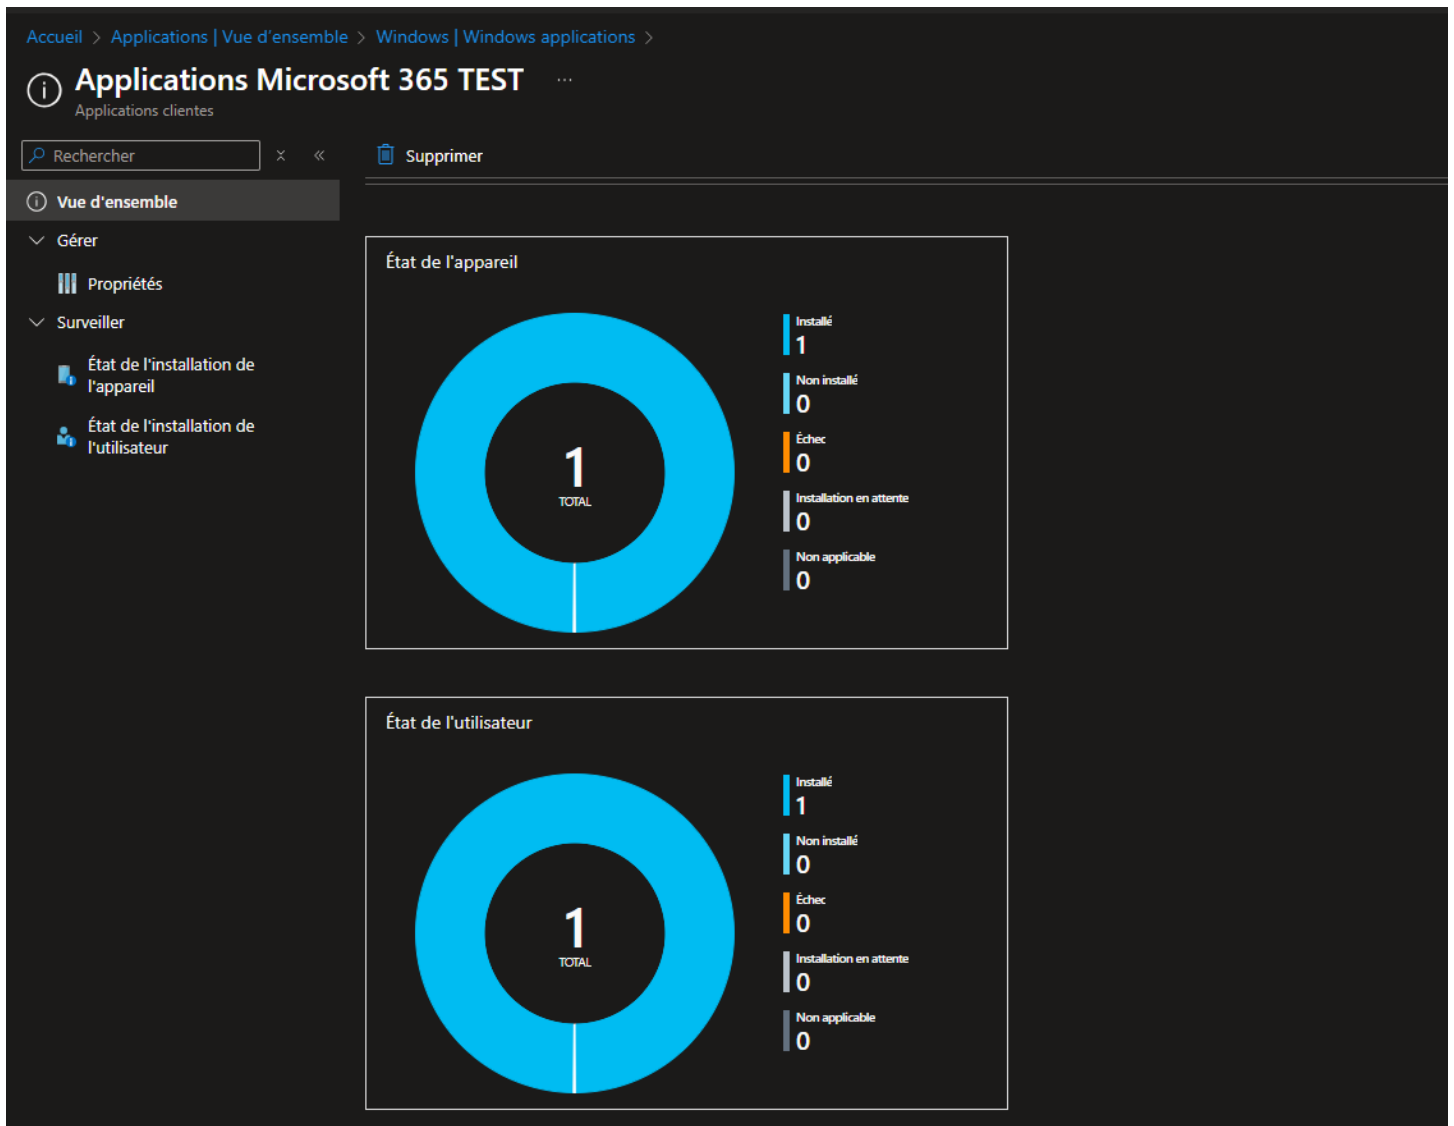 Accueil > Applications | Vue d'ensemble > Windows | Windows applications >
Applications Microsoft 365 TEST ...
Applications clientes
Rechercher
Supprimer
Vue d'ensemble
Gérer
Propriétés
Surveiller
État de l'installation de
l'appareil
État de l'installation de
l'utilisateur
État de l'appareil
1
TOTAL
Installé
1
Non installé
0
Échec
0
Installation en attente
0
Non applicable
0
État de l'utilisateur
1
TOTAL
Installé
1
Non installé
0
Échec
0
Installation en attente
0
Non applicable
0